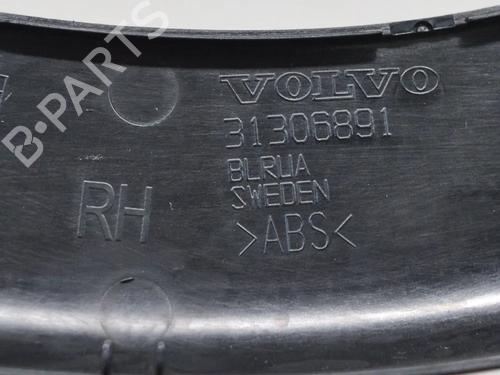 VOLVO
31306891
BLRUA
SWEDEN
RH
>ABS<
B-PARTS